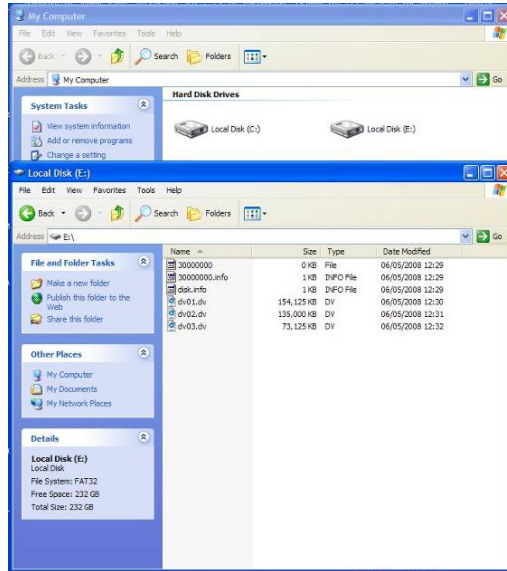 My Computer
File Edit View Favorites Tools Help
Back Search Folders
Address My Computer Go
System Tasks
View system information
Add or remove programs
Change a setting
Hard Disk Drives
Local Disk (C:) Local Disk (E:)
Local Disk (E:)
File Edit View Favorites Tools Help
Back Search Folders
Address E:\ Go
File and Folder Tasks
Make a new folder
Publish this folder to the
Web
Share this folder
Other Places
My Computer
My Documents
My Network Places
Details
Local Disk (E:)
Local Disk
File System: FAT32
Free Space: 232 GB
Total Size: 232 GB
Name Size Type Date Modified
30000000 0 KB File 06/05/2008 12:29
30000000.info 1 KB INFO File 06/05/2008 12:29
disk.info 1 KB INFO File 06/05/2008 12:29
dv01.dv 154,125 KB DV 06/05/2008 12:30
dv02.dv 135,000 KB DV 06/05/2008 12:31
dv03.dv 73,125 KB DV 06/05/2008 12:32